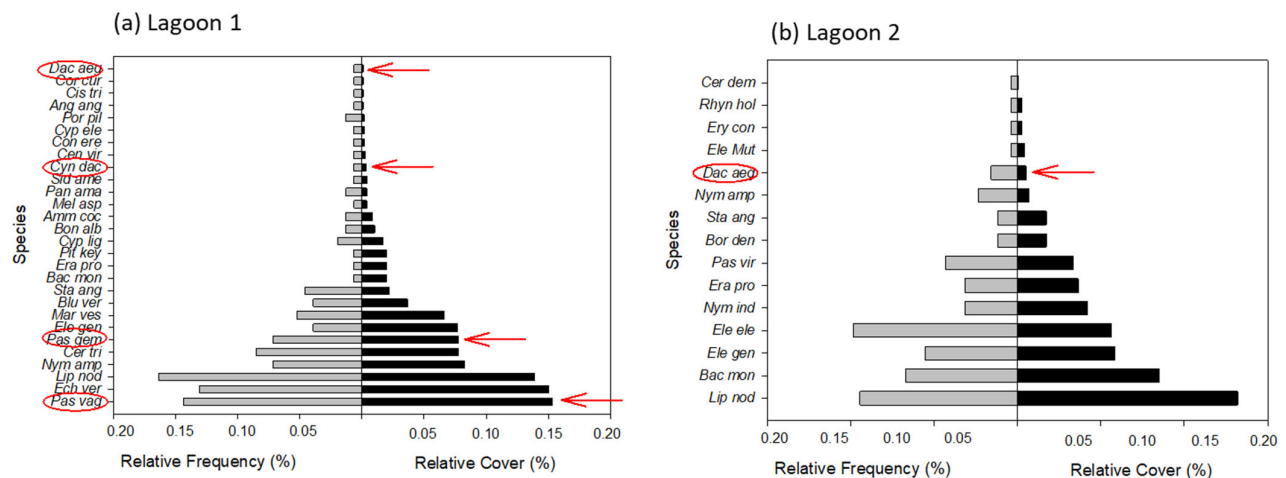 (a) Lagoon 1
Dac aeg
Cor cur
Cis tri
Ang ang
Por pil
Cyp ele
Con ere
Cen vir
Cyn dac
Sid ame
Pan ama
Mel asp
Amm coc
Bon alb
Cyp lig
Pit key
Era pro
Bac mon
Sta ang
Blu ver
Mar ves
Ele gen
Pas gem
Cer tri
Nym amp
Lip nod
Ech ver
Pas vag
Species
0.20 0.15 0.10 0.05 0.05 0.10 0.15 0.20
Relative Frequency (%) Relative Cover (%)
(b) Lagoon 2
Cer dem
Rhyn hol
Ery con
Ele Mut
Dac aeg
Nym amp
Sta ang
Bor den
Pas vir
Era pro
Nym ind
Ele ele
Ele gen
Bac mon
Lip nod
Species
0.20 0.15 0.10 0.05 0.05 0.10 0.15 0.20
Relative Frequency (%) Relative Cover (%)